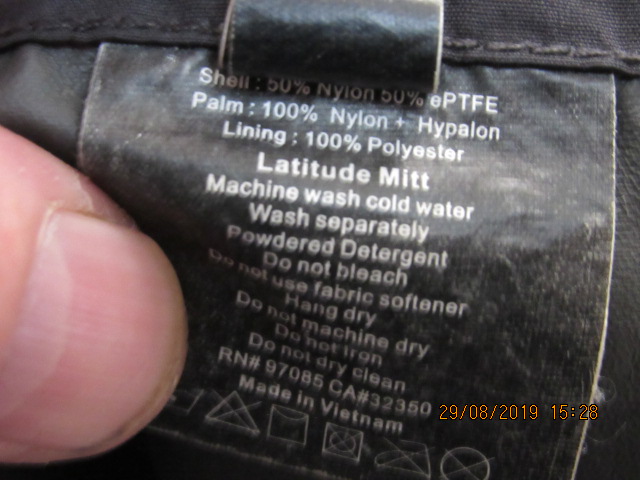 Shell : 50% Nylon 50% ePTFE
Palm : 100% Nylon + Hypalon
Lining : 100% Polyester
Latitude Mitt
Machine wash cold water
Wash separately
Powdered Detergent
Do not bleach
Do not use fabric softener
Hang dry
Do not machine dry
Do not iron
Do not dry clean
RN# 97085 CA#32350
Made in Vietnam
29/08/2019 15:28